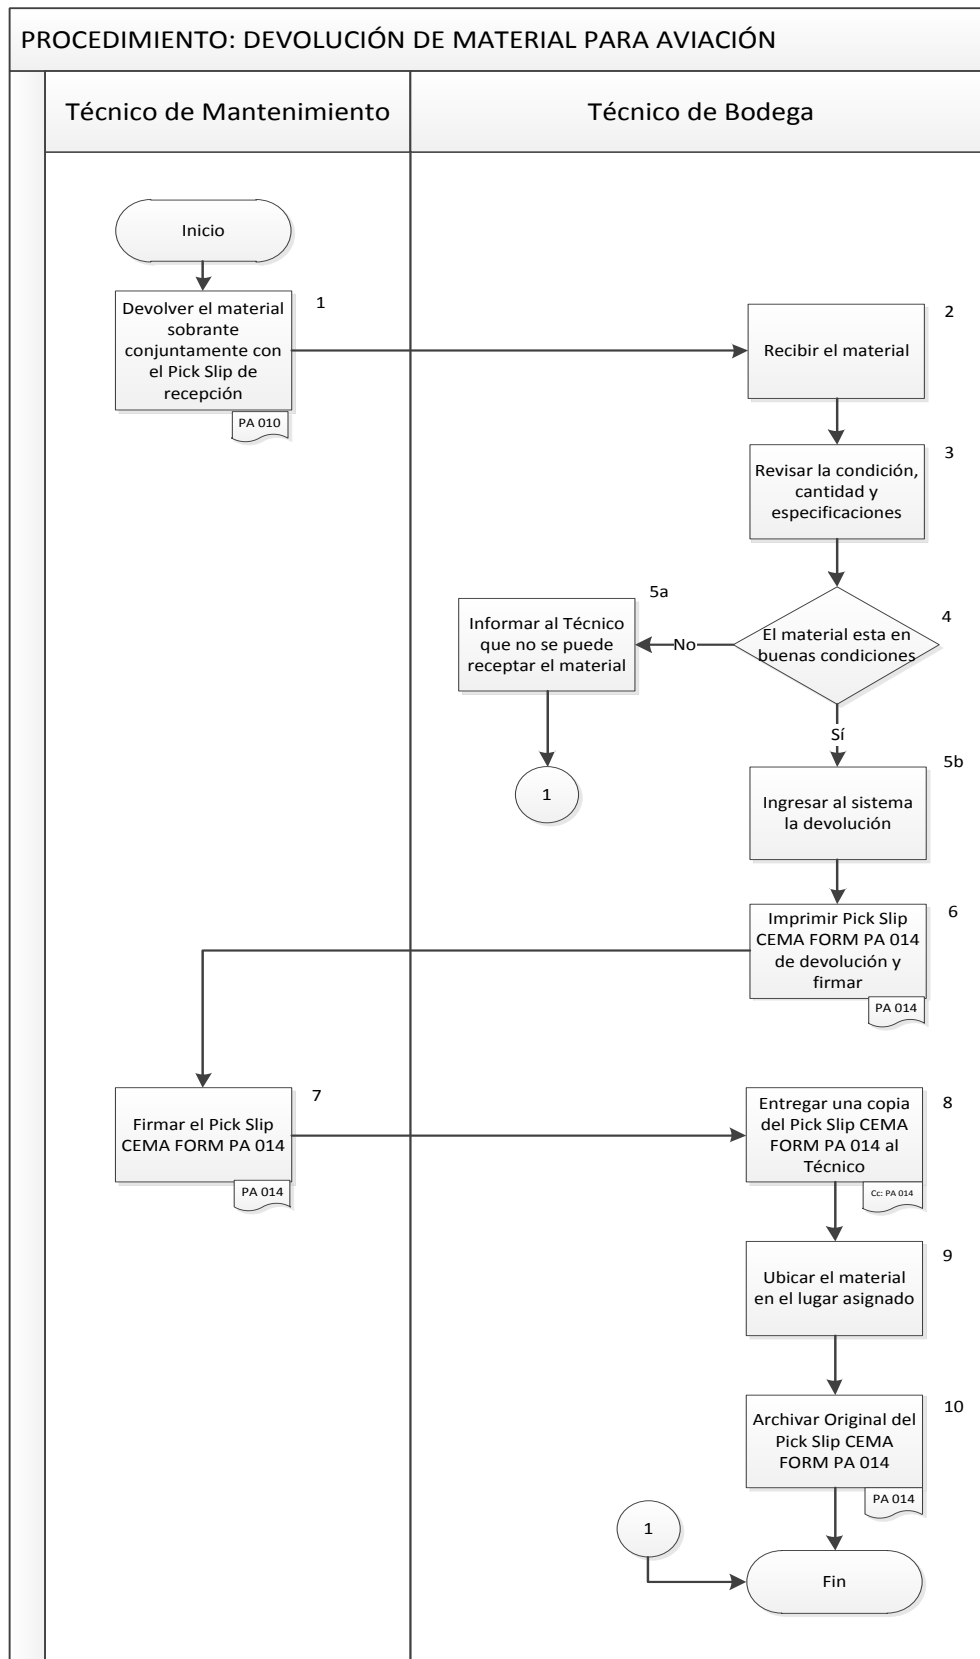 PROCEDIMIENTO: DEVOLUCIÓN DE MATERIAL PARA AVIACIÓN
Técnico de Mantenimiento
Técnico de Bodega
Inicio
1
Devolver el material
sobrante
conjuntamente con
el Pick Slip de
recepción
PA 010
2
Recibir el material
3
Revisar la condición,
cantidad y
especificaciones
4
El material esta en
buenas condiciones
No
5a
Informar al Técnico
que no se puede
receptar el material
1
Sí
5b
Ingresar al sistema
la devolución
6
Imprimir Pick Slip
CEMA FORM PA 014
de devolución y
firmar
PA 014
7
Firmar el Pick Slip
CEMA FORM PA 014
PA 014
8
Entregar una copia
del Pick Slip CEMA
FORM PA 014 al
Técnico
Cc: PA 014
9
Ubicar el material
en el lugar asignado
10
Archivar Original del
Pick Slip CEMA
FORM PA 014
PA 014
1
Fin